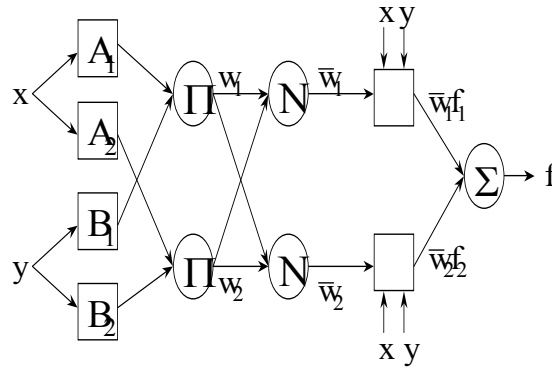 x y
A₁
x
Π
w₁
N
w̄₁
A₂
w̄₁f₁
Σ
f
B₁
y
Π
w₂
N
w̄₂
w̄₂f₂
B₂
x y